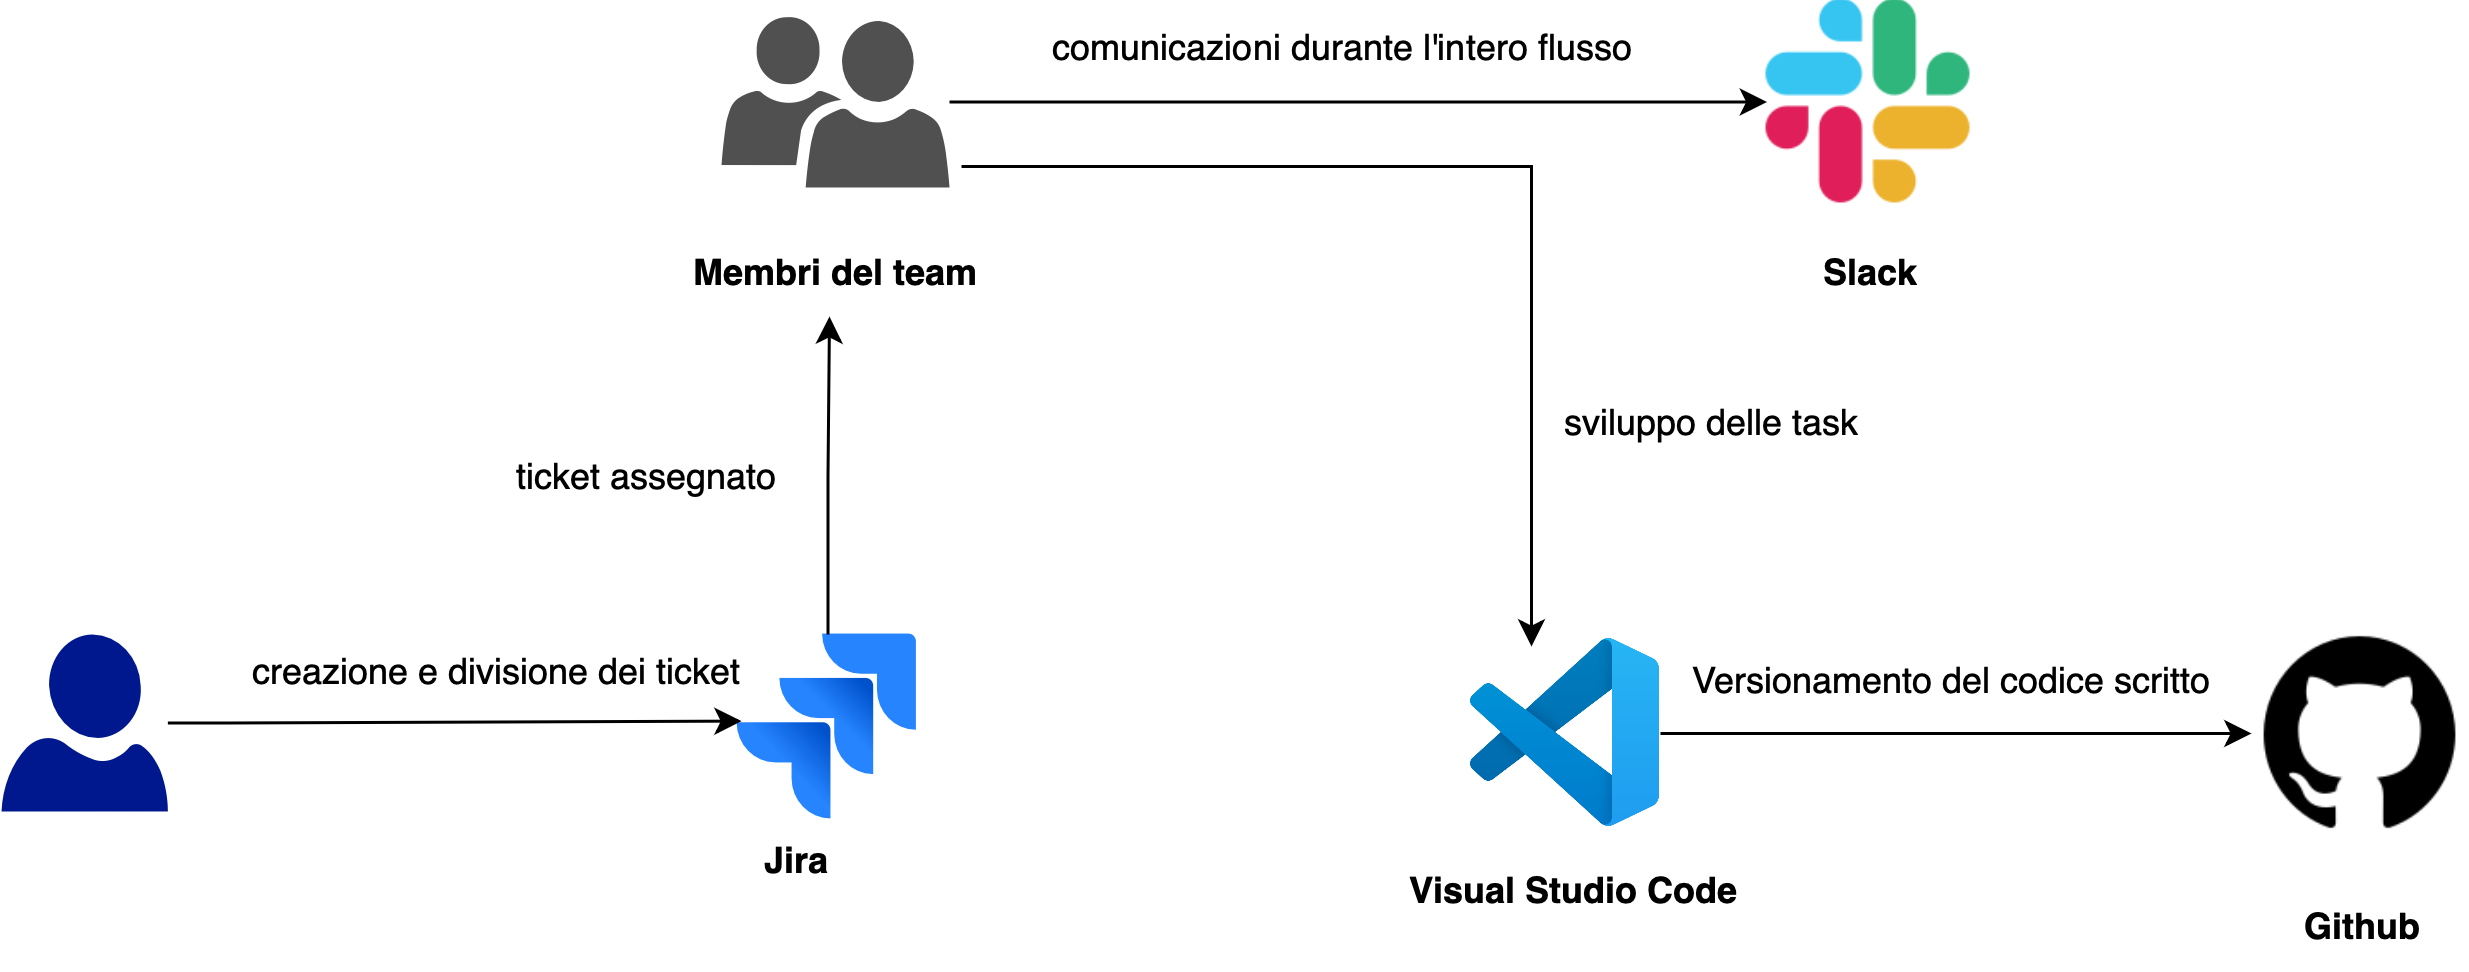 comunicazioni durante l'intero flusso
Membri del team
Slack
sviluppo delle task
ticket assegnato
creazione e divisione dei ticket
Versionamento del codice scritto
Jira
Visual Studio Code
Github